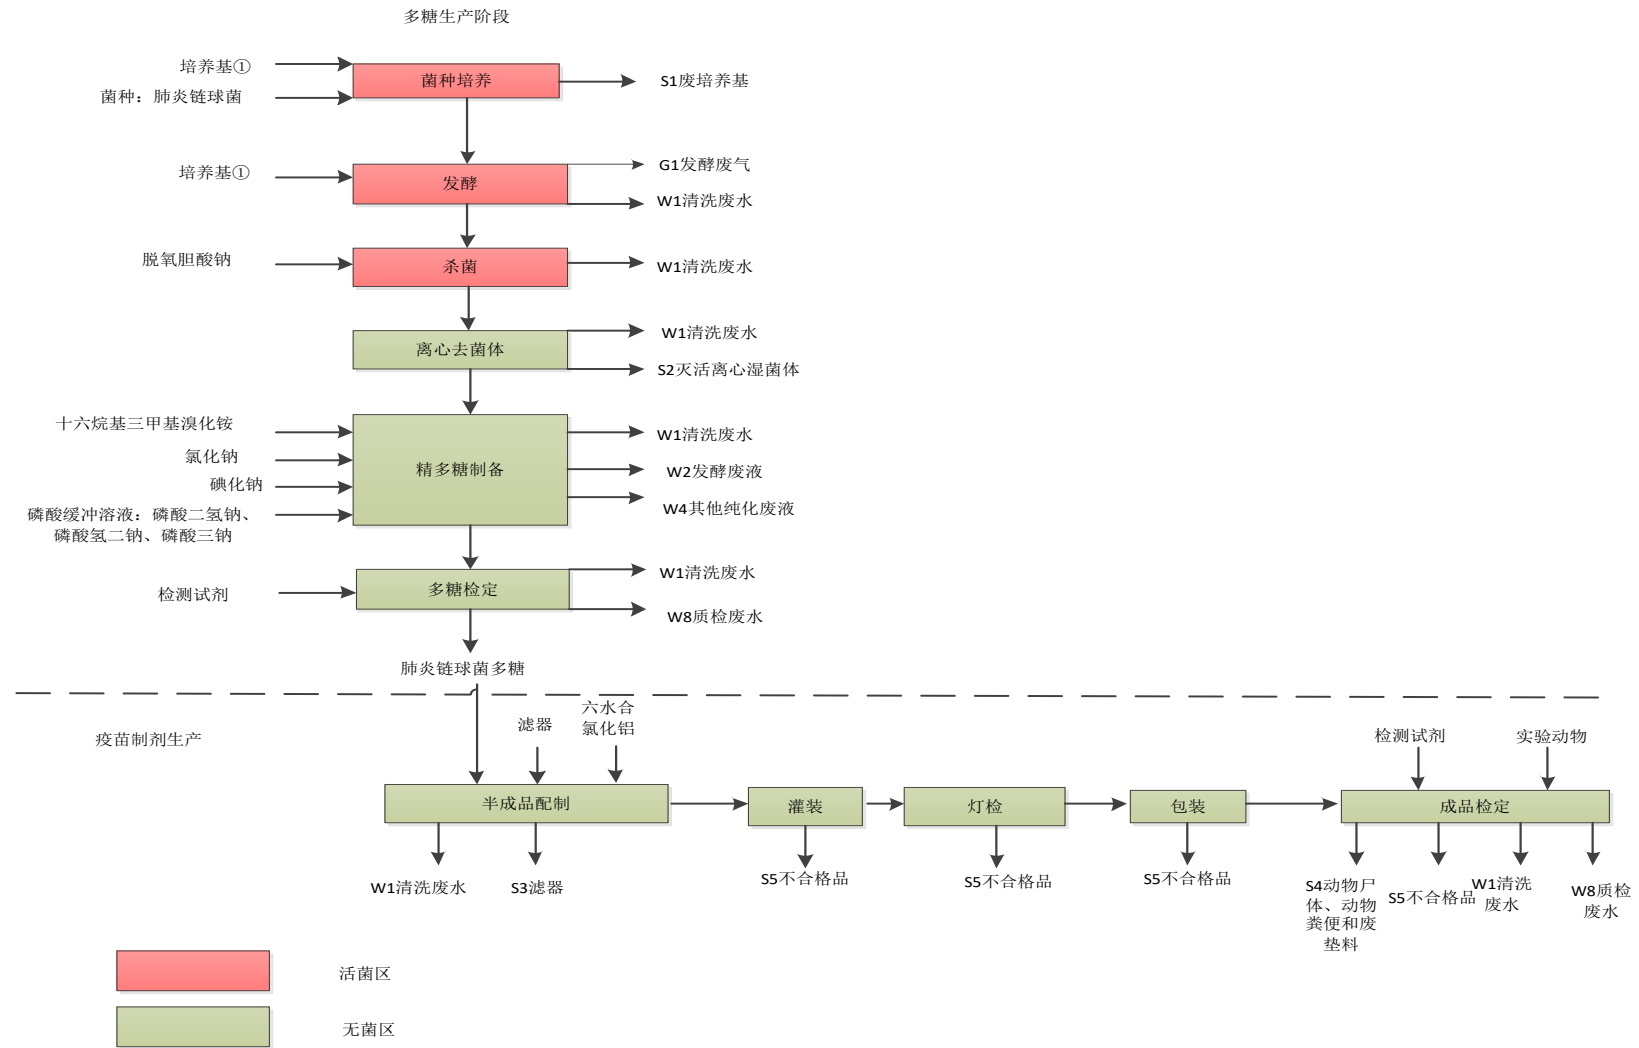 多糖生产阶段
培养基①
菌种：肺炎链球菌
菌种培养
S1废培养基
培养基①
发酵
G1发酵废气
W1清洗废水
脱氧胆酸钠
杀菌
W1清洗废水
离心去菌体
W1清洗废水
S2灭活离心湿菌体
十六烷基三甲基溴化铵
氯化钠
碘化钠
磷酸缓冲溶液：磷酸二氢钠、
磷酸氢二钠、磷酸三钠
精多糖制备
W1清洗废水
W2发酵废液
W4其他纯化废液
检测试剂
多糖检定
W1清洗废水
W8质检废水
肺炎链球菌多糖
疫苗制剂生产
滤器
六水合
氯化铝
检测试剂
实验动物
半成品配制
灌装
灯检
包装
成品检定
W1清洗废水
S3滤器
S5不合格品
S5不合格品
S5不合格品
S4动物尸
体、动物
粪便和废
垫料
S5不合格品
W1清洗
废水
W8质检
废水
活菌区
无菌区